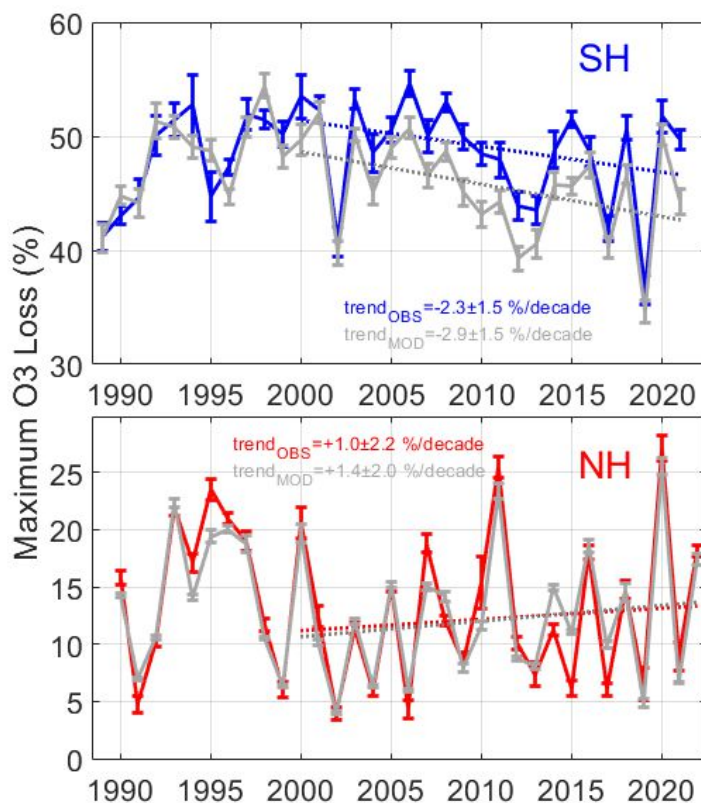 Maximum O3 Loss (%)
60
50
40
30
SH
trend_OBS=-2.3±1.5 %/decade
trend_MOD=-2.9±1.5 %/decade
1990 1995 2000 2005 2010 2015 2020
25
20
15
10
5
0
trend_OBS=+1.0±2.2 %/decade
trend_MOD=+1.4±2.0 %/decade
NH
1990 1995 2000 2005 2010 2015 2020